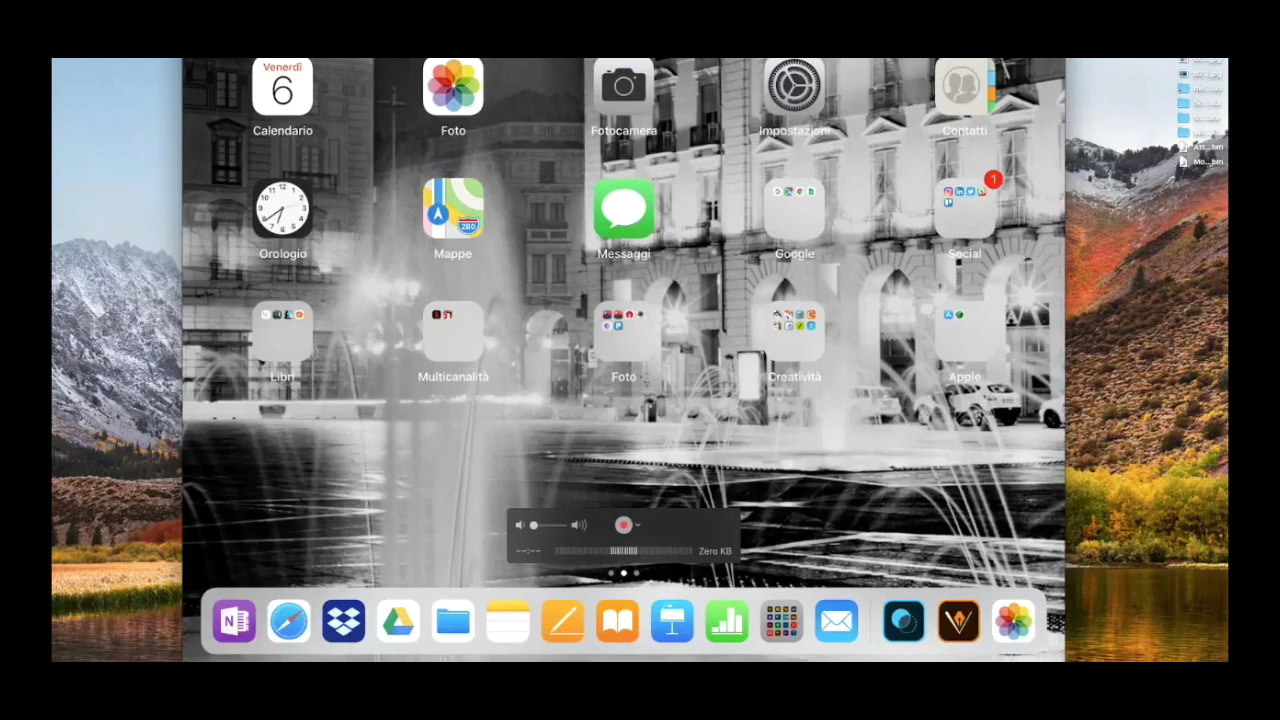 Venerdì
6
Calendario
Foto
Fotocamera
Impostazioni
Contatti
280
1
Orologio
Mappe
Messaggi
Google
Social
Libri
Multicanalità
Foto
Creatività
Apple
--:--
Zero KB
N